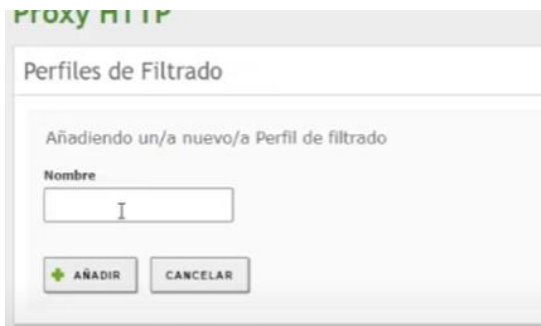 Proxy HTTP
Perfiles de Filtrado
Añadiendo un/a nuevo/a Perfil de filtrado
Nombre
AÑADIR CANCELAR